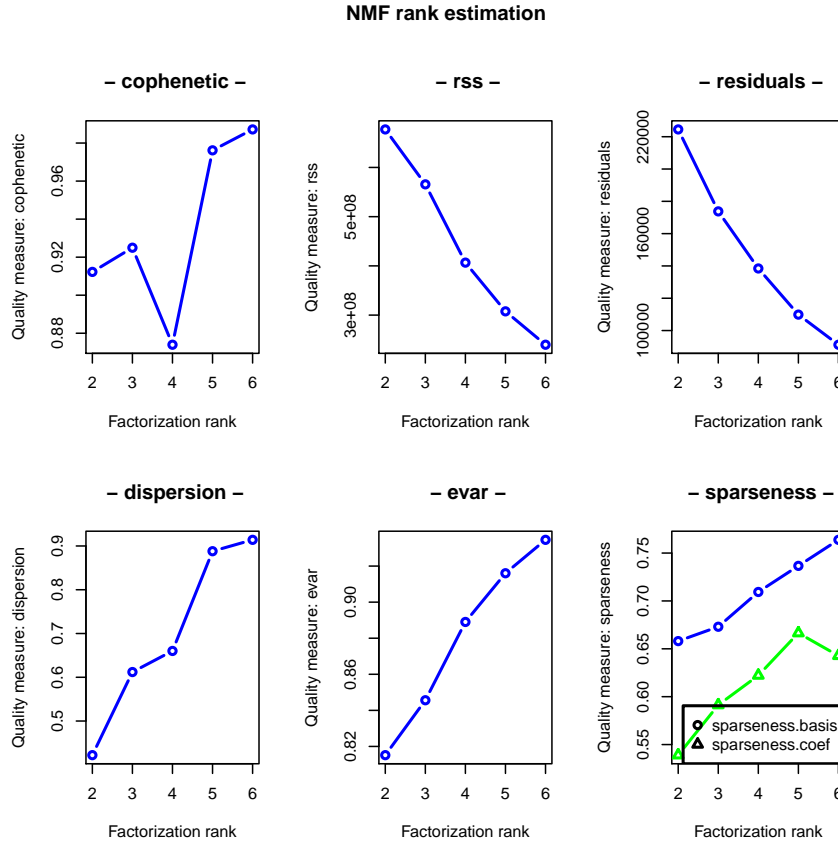 NMF rank estimation
– cophenetic –
Quality measure: cophenetic
0.88
0.92
0.96
2 3 4 5 6
Factorization rank
– rss –
Quality measure: rss
3e+08
5e+08
2 3 4 5 6
Factorization rank
– residuals –
Quality measure: residuals
100000
160000
220000
2 3 4 5 6
Factorization rank
– dispersion –
Quality measure: dispersion
0.5
0.6
0.7
0.8
0.9
2 3 4 5 6
Factorization rank
– evar –
Quality measure: evar
0.82
0.86
0.90
2 3 4 5 6
Factorization rank
– sparseness –
Quality measure: sparseness
0.55
0.60
0.65
0.70
0.75
sparseness.basis
sparseness.coef
2 3 4 5 6
Factorization rank